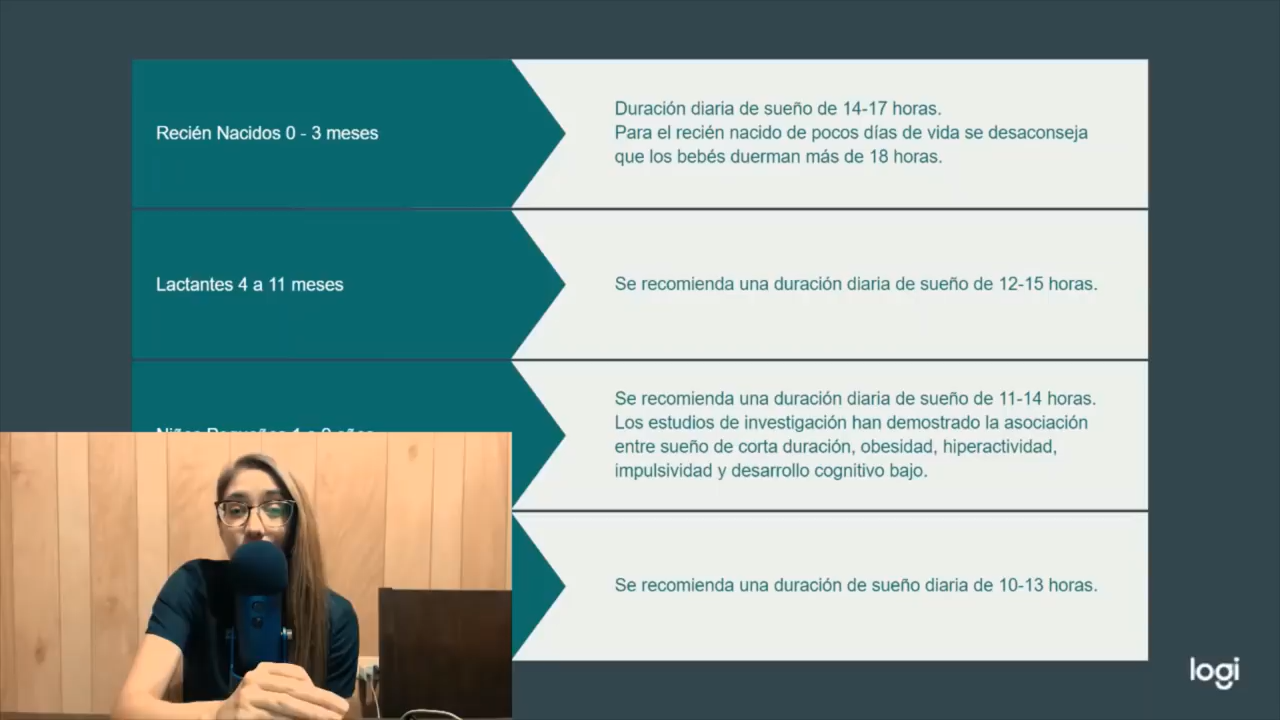 Recién Nacidos 0 - 3 meses
Duración diaria de sueño de 14-17 horas.
Para el recién nacido de pocos días de vida se desaconseja
que los bebés duerman más de 18 horas.
Lactantes 4 a 11 meses
Se recomienda una duración diaria de sueño de 12-15 horas.
Se recomienda una duración diaria de sueño de 11-14 horas.
Los estudios de investigación han demostrado la asociación
entre sueño de corta duración, obesidad, hiperactividad,
impulsividad y desarrollo cognitivo bajo.
Se recomienda una duración de sueño diaria de 10-13 horas.
logi